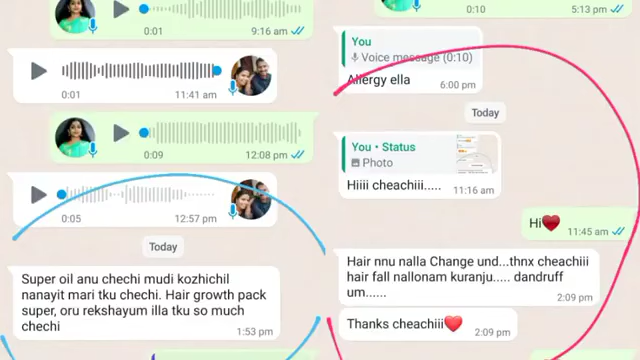 0:01 9:16 am
0:01 11:41 am
0:09 12:08 pm
0:05 12:57 pm
Today
Super oil anu chechi mudi kozhichil
nanayit mari tku chechi. Hair growth pack
super, oru rekshayum illa tku so much
chechi
1:53 pm
0:10 5:13 pm
You
Voice message (0:10)
Allergy ella
6:00 pm
Today
You • Status
Photo
Hiiii cheachiii.....
11:16 am
Hi❤️ 11:45 am
Hair nnu nalla Change und...thnx cheachiii
hair fall nallonam kuranju..... dandruff
um......
2:09 pm
Thanks cheachiii❤️
2:09 pm